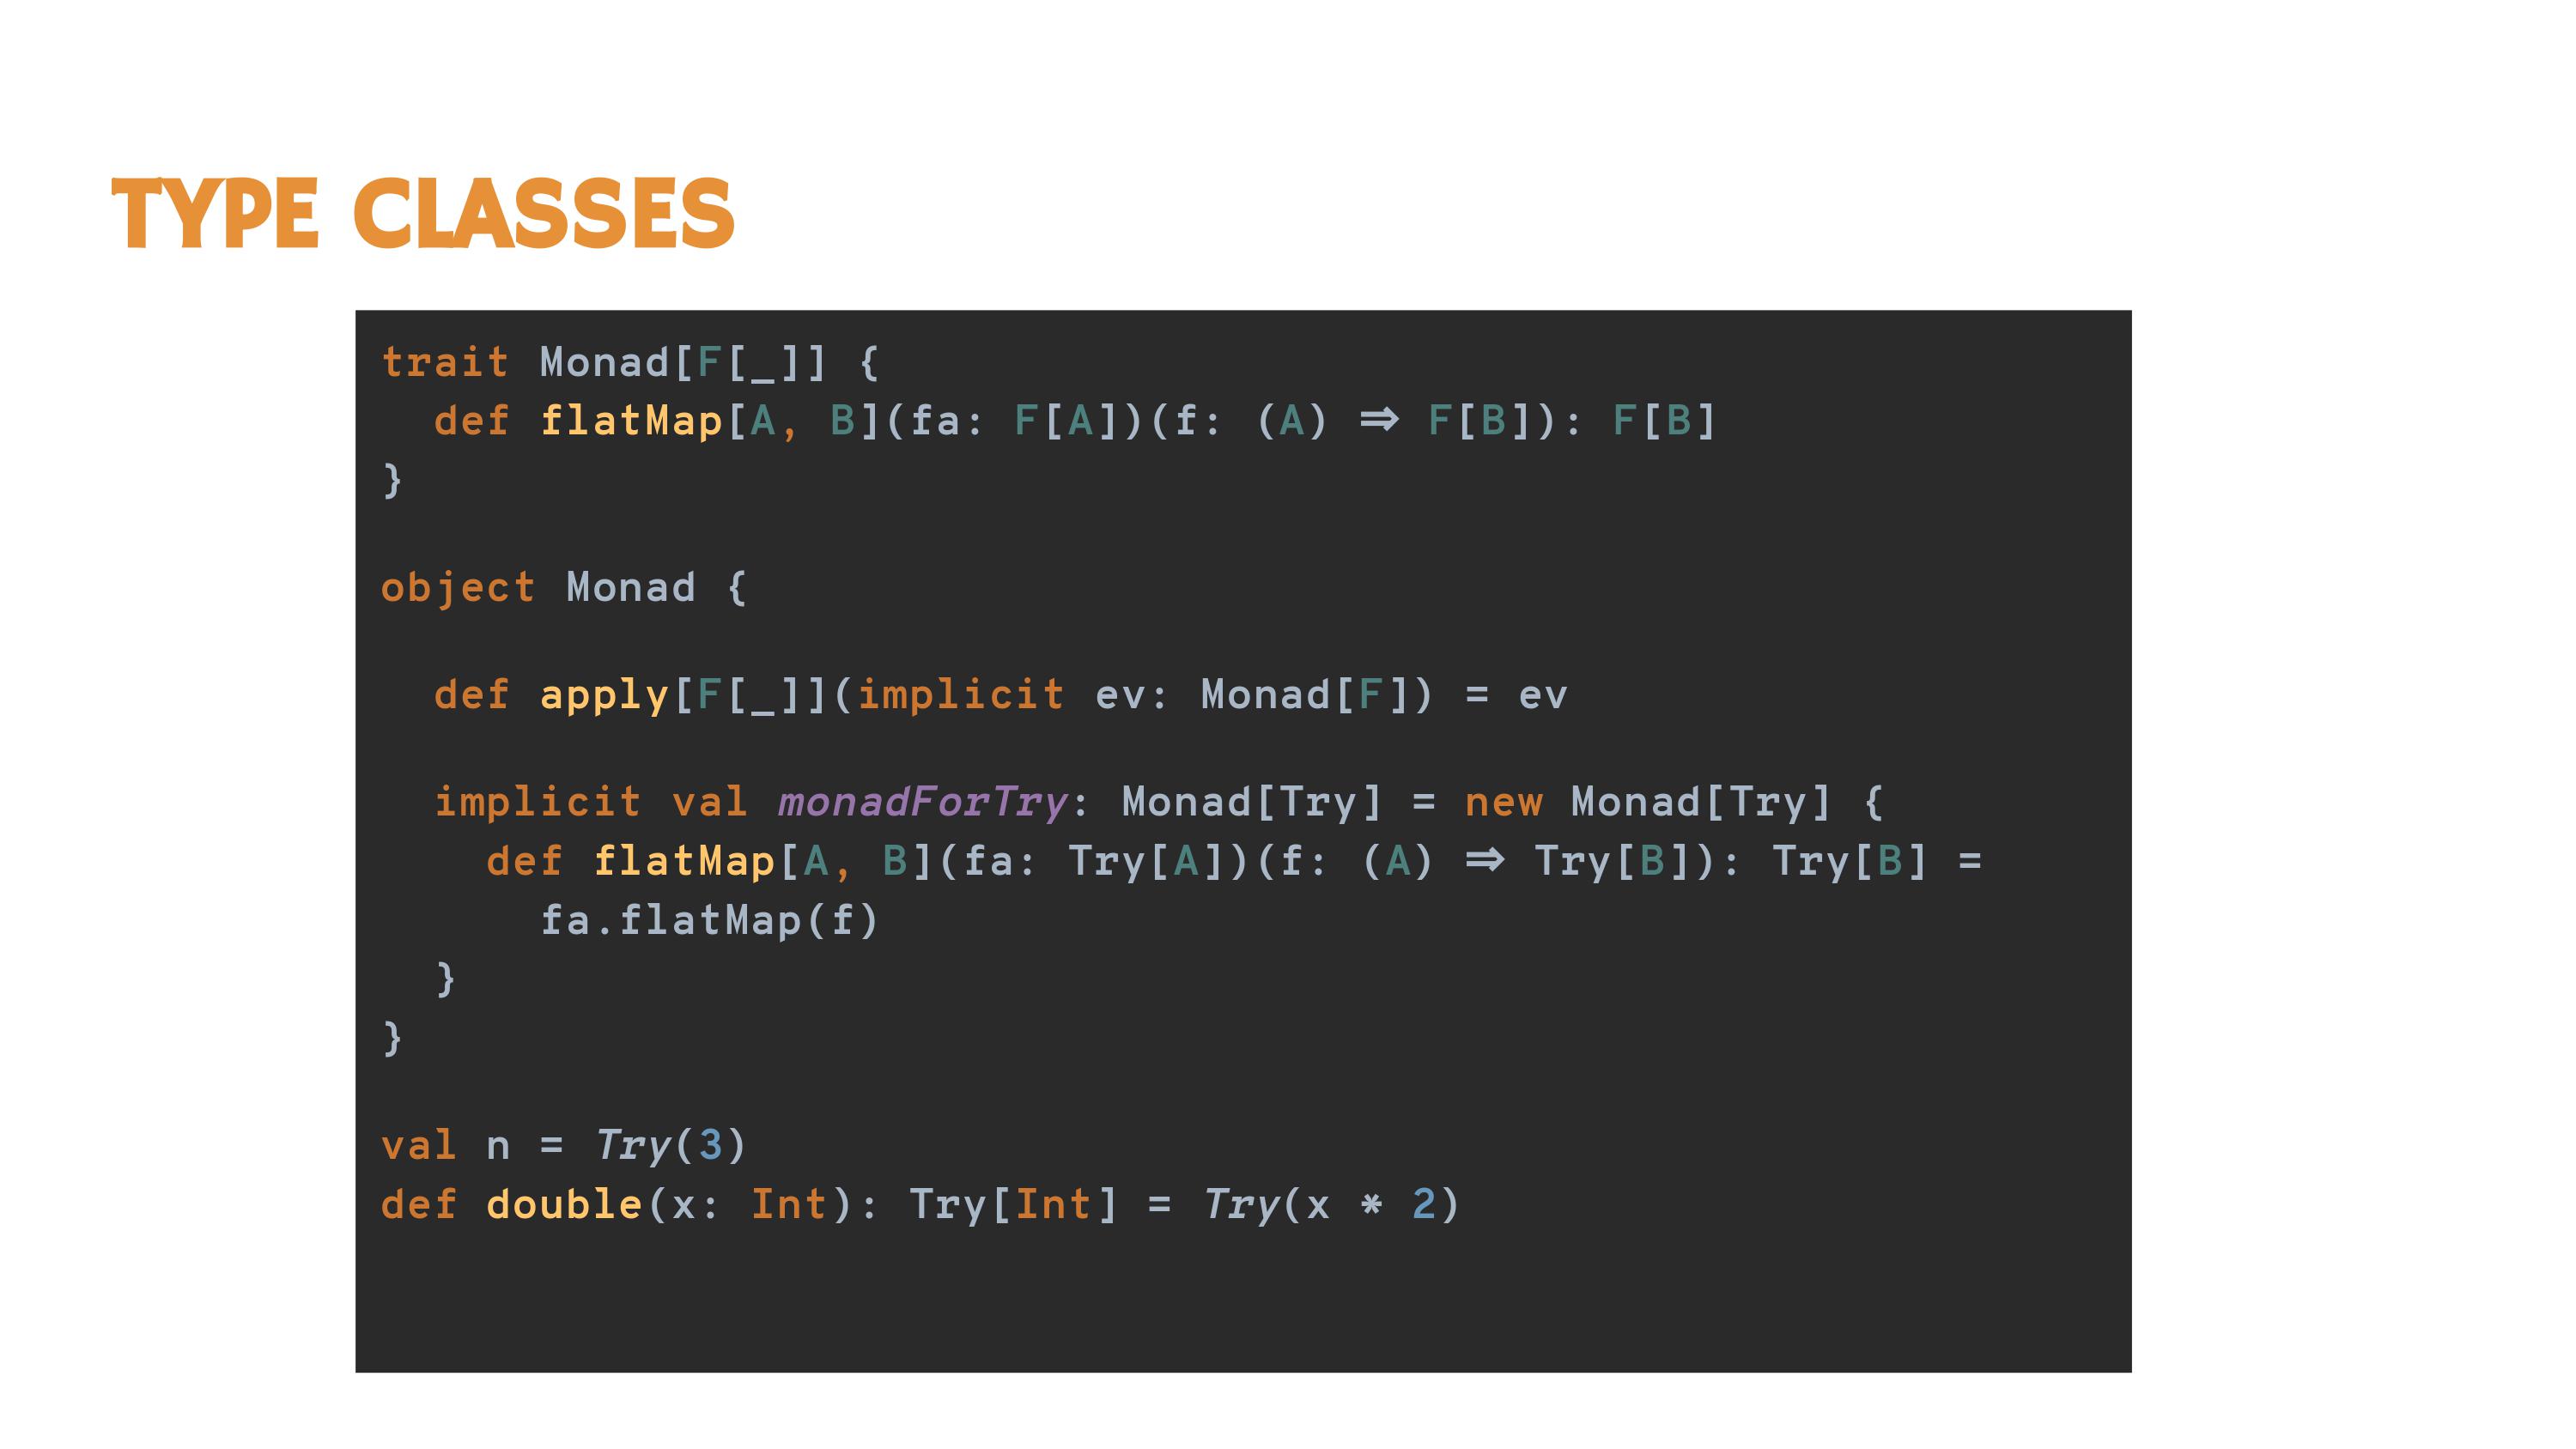 TYPE CLASSES
trait Monad[F[_]] {
  def flatMap[A, B](fa: F[A])(f: (A) ⇒ F[B]): F[B]
}
object Monad {
  def apply[F[_]](implicit ev: Monad[F]) = ev
  implicit val monadForTry: Monad[Try] = new Monad[Try] {
    def flatMap[A, B](fa: Try[A])(f: (A) ⇒ Try[B]): Try[B] =
      fa.flatMap(f)
  }
}
val n = Try(3)
def double(x: Int): Try[Int] = Try(x * 2)